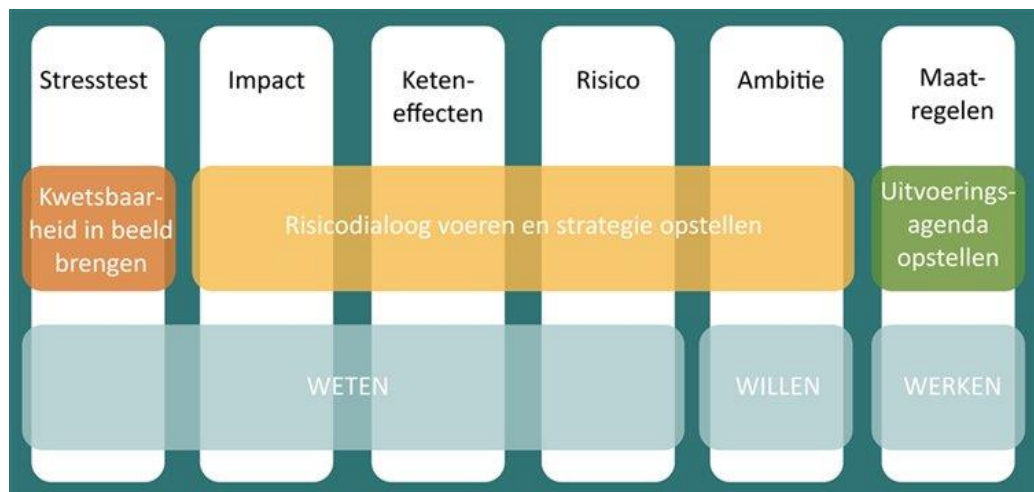 Stresstest
Impact
Keten-
effecten
Risico
Ambitie
Maat-
regelen
Kwetsbaar-
heid in beeld
brengen
Risicodialoog voeren en strategie opstellen
Uitvoerings-
agenda
opstellen
WETEN
WILLEN
WERKEN